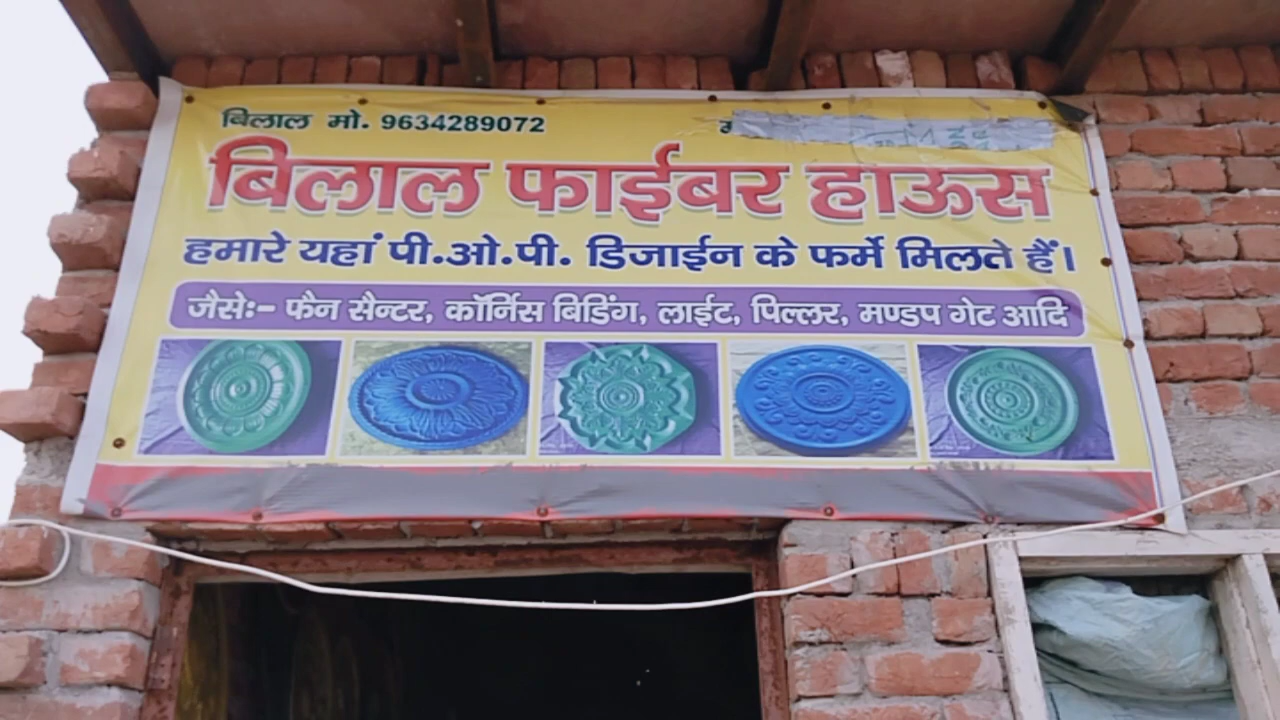 बिलाल मो. 9634289072
बिलाल फाईबर हाऊस
हमारे यहां पी.ओ.पी. डिजाईन के फर्मे मिलते हैं।
जैसेः- फैन सैन्टर, कॉर्निस बिडिंग, लाईट, पिल्लर, मण्डप गेट आदि